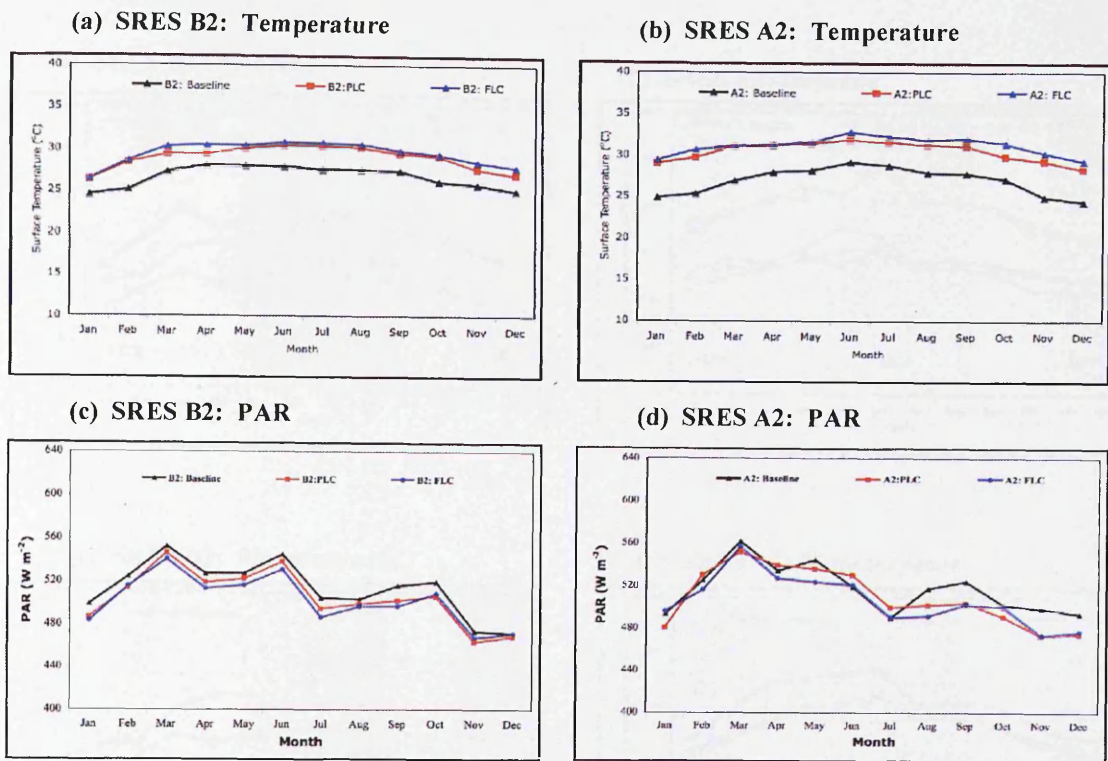 (a) SRES B2: Temperature
40
35
30
25
20
15
10
Surface Temperature (°C)
B2: Baseline B2:PLC B2: FLC
Jan Feb Mar Apr May Jun Jul Aug Sep Oct Nov Dec
Month
(b) SRES A2: Temperature
40
35
30
25
20
15
10
Surface Temperature (°C)
A2: Baseline A2:PLC A2: FLC
Jan Feb Mar Apr May Jun Jul Aug Sep Oct Nov Dec
Month
(c) SRES B2: PAR
640
600
560
520
480
440
400
PAR (W m⁻²)
B2: Baseline B2:PLC B2: FLC
Jan Feb Mar Apr May Jun Jul Aug Sep Oct Nov Dec
Month
(d) SRES A2: PAR
640
600
560
520
480
440
400
PAR (W m⁻²)
A2: Baseline A2:PLC A2: FLC
Jan Feb Mar Apr May Jun Jul Aug Sep Oct Nov Dec
Month